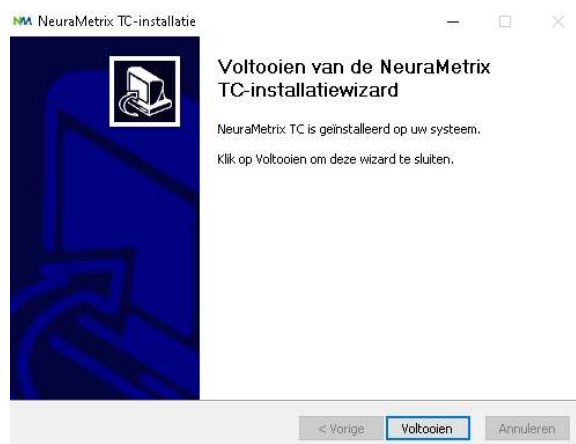 NM NeuraMetrix TC-installatie
Voltooien van de NeuraMetrix
TC-installatiewizard
NeuraMetrix TC is geïnstalleerd op uw systeem.
Klik op Voltooien om deze wizard te sluiten.
< Vorige Voltooien Annuleren